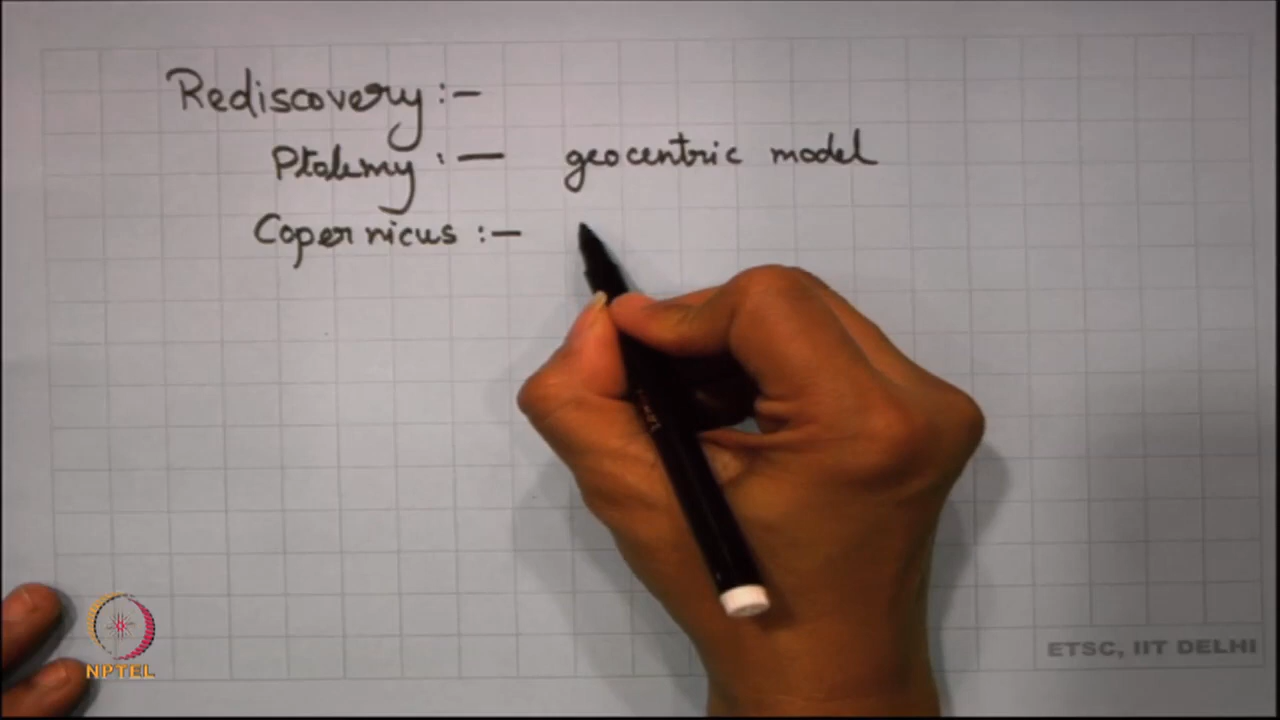 Rediscovery :-
Ptolemy :- geocentric model
Copernicus :-
NPTEL
ETSC, IIT DELHI